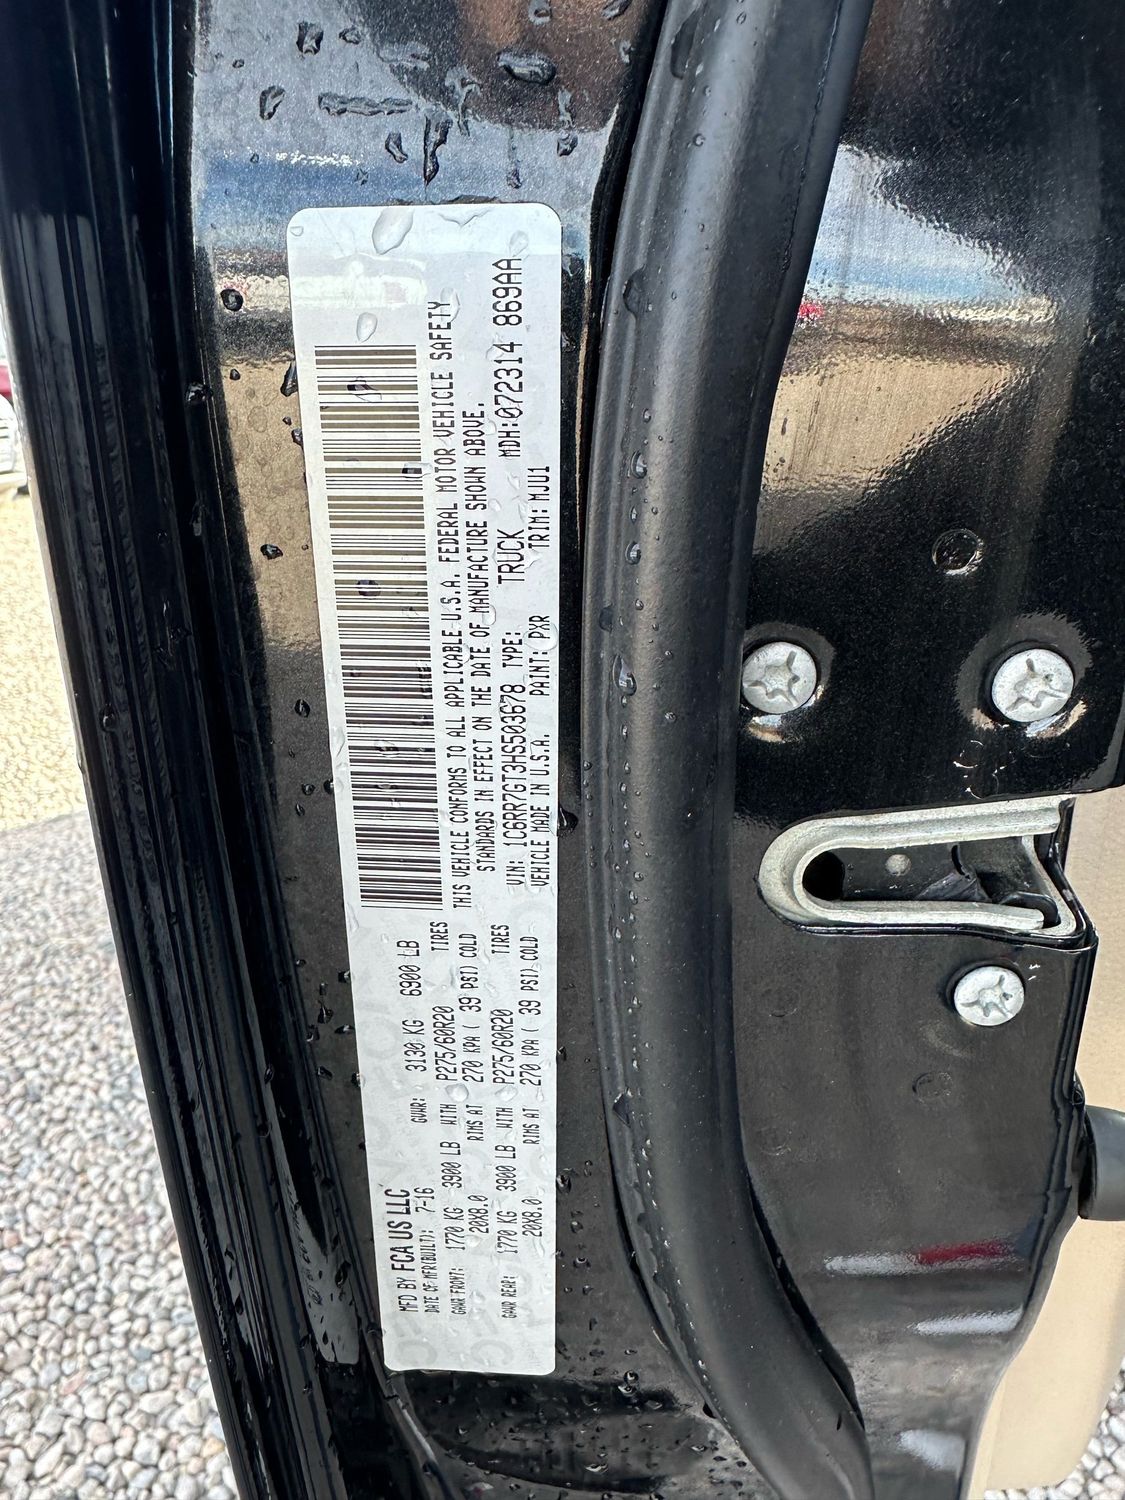 MFD BY FCA US LLC
DATE OF MFR(BUILT): 7-16 GVWR: 3130 KG 6900 LB
GAWR FRONT: 1770 KG 3900 LB WITH P275/60R20 TIRES
20X8.0 RIMS AT 270 KPA ( 39 PSI) COLD
GAWR REAR: 1770 KG 3900 LB WITH P275/60R20 TIRES
20X8.0 RIMS AT 270 KPA ( 39 PSI) COLD
THIS VEHICLE CONFORMS TO ALL APPLICABLE U.S.A. FEDERAL MOTOR VEHICLE SAFETY
STANDARDS IN EFFECT ON THE DATE OF MANUFACTURE SHOWN ABOVE.
VIN: 1C6RR7GT3HS503678 TYPE: TRUCK MDH:072314 869AA
VEHICLE MADE IN U.S.A. PAINT: PXR TRIM: MJU1